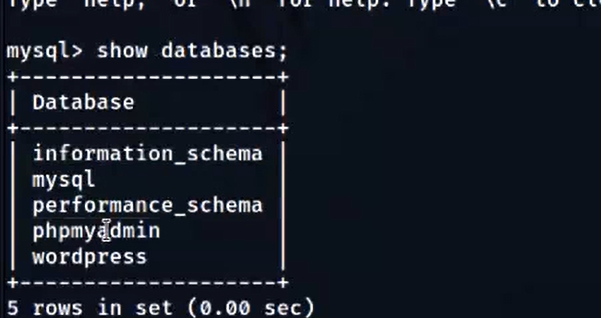 Type 'help;' or '\h' for help. Type '\c' to cl
mysql> show databases;
+--------------------+
| Database           |
+--------------------+
| information_schema |
| mysql              |
| performance_schema |
| phpmyadmin         |
| wordpress          |
+--------------------+
5 rows in set (0.00 sec)